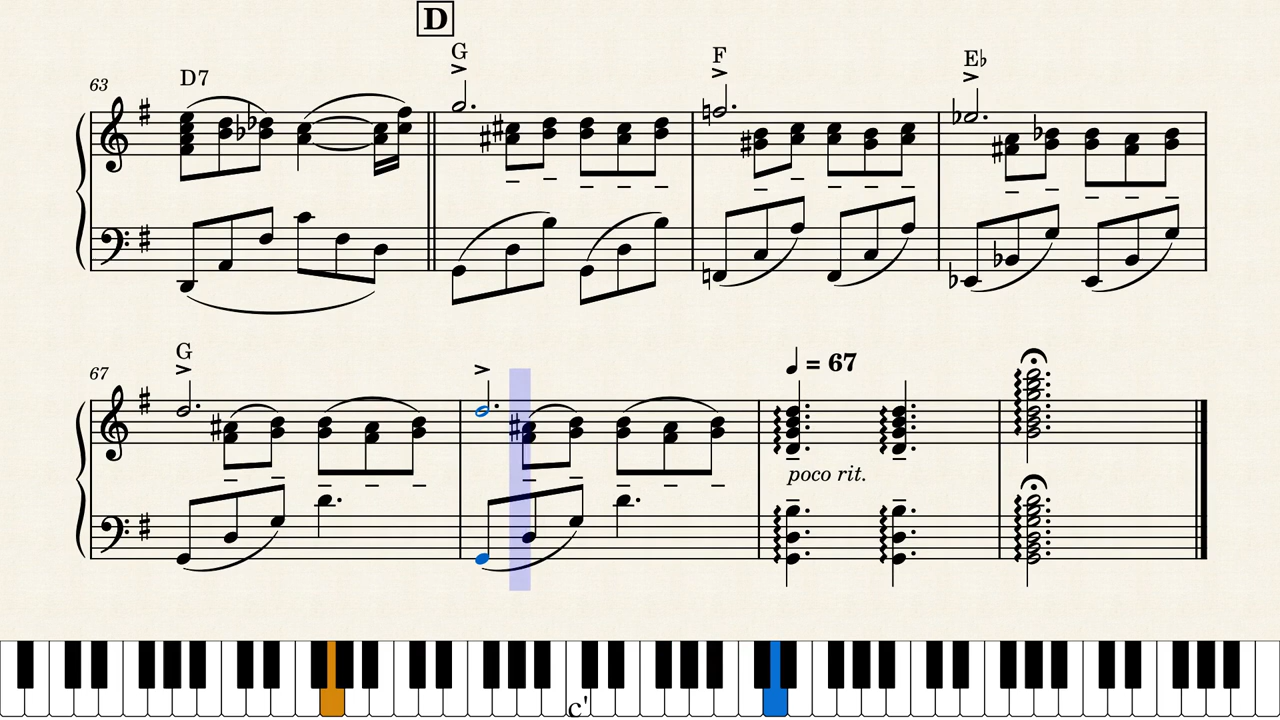 D
G
F
E♭
63
D7
67
G
♩ = 67
poco rit.
c'